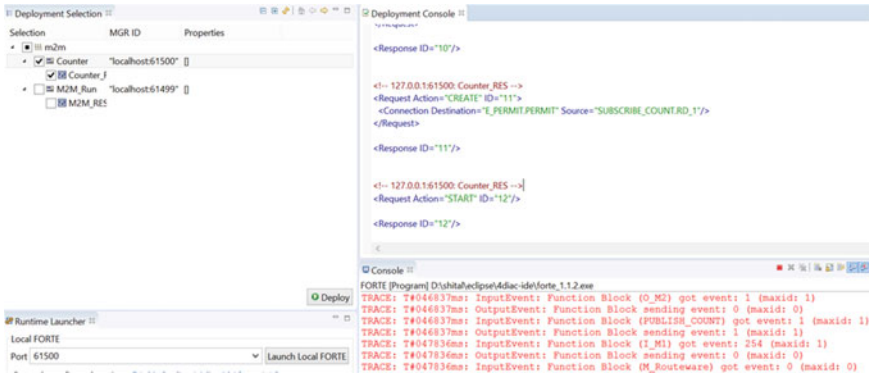 Deployment Selection
Selection MGR ID Properties
m2m
Counter "localhost:61500" []
Counter_F
M2M_Run "localhost:61499" []
M2M_RES
Deploy
Runtime Launcher
Local FORTE
Port 61500 Launch Local FORTE
Deployment Console
</Request>
<Response ID="10"/>
<!-- 127.0.0.1:61500: Counter_RES -->
<Request Action="CREATE" ID="11">
<Connection Destination="E_PERMIT.PERMIT" Source="SUBSCRIBE_COUNT.RD_1"/>
</Request>
<Response ID="11"/>
<!-- 127.0.0.1:61500: Counter_RES -->
<Request Action="START" ID="12"/>
<Response ID="12"/>
Console
FORTE [Program] D:\shital\eclipse\4diac-ide\forte_1.1.2.exe
TRACE: T#046837ms: InputEvent: Function Block (O_M2) got event: 1 (maxid: 1)
TRACE: T#046837ms: OutputEvent: Function Block sending event: 0 (maxid: 0)
TRACE: T#046837ms: InputEvent: Function Block (PUBLISH_COUNT) got event: 1 (maxid: 1)
TRACE: T#046837ms: OutputEvent: Function Block sending event: 1 (maxid: 1)
TRACE: T#047836ms: InputEvent: Function Block (I_M1) got event: 254 (maxid: 1)
TRACE: T#047836ms: OutputEvent: Function Block sending event: 0 (maxid: 0)
TRACE: T#047836ms: InputEvent: Function Block (M_Routeware) got event: 0 (maxid: 0)